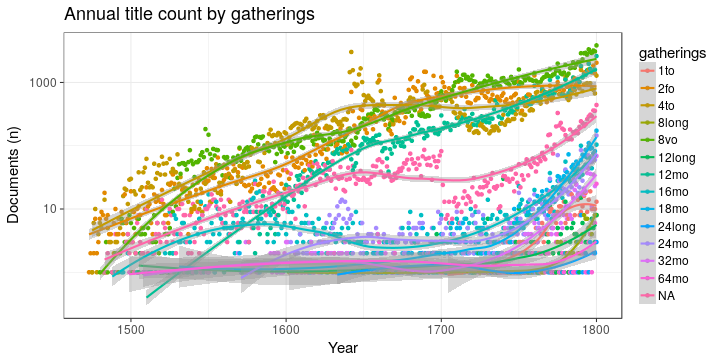 Annual title count by gatherings
Documents (n)
1000
10
1500
1600
1700
1800
Year
gatherings
1to
2fo
4to
8long
8vo
12long
12mo
16mo
18mo
24long
24mo
32mo
64mo
NA